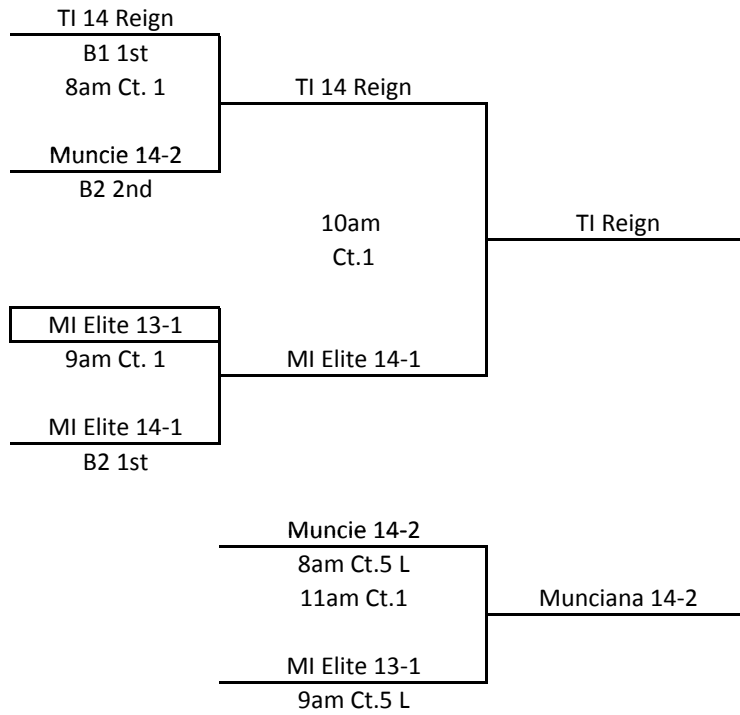 TI 14 Reign
B1 1st
8am Ct. 1
TI 14 Reign
Muncie 14-2
B2 2nd
10am
Ct.1
TI Reign
MI Elite 13-1
9am Ct. 1
MI Elite 14-1
MI Elite 14-1
B2 1st
Muncie 14-2
8am Ct.5 L
11am Ct.1
Munciana 14-2
MI Elite 13-1
9am Ct.5 L